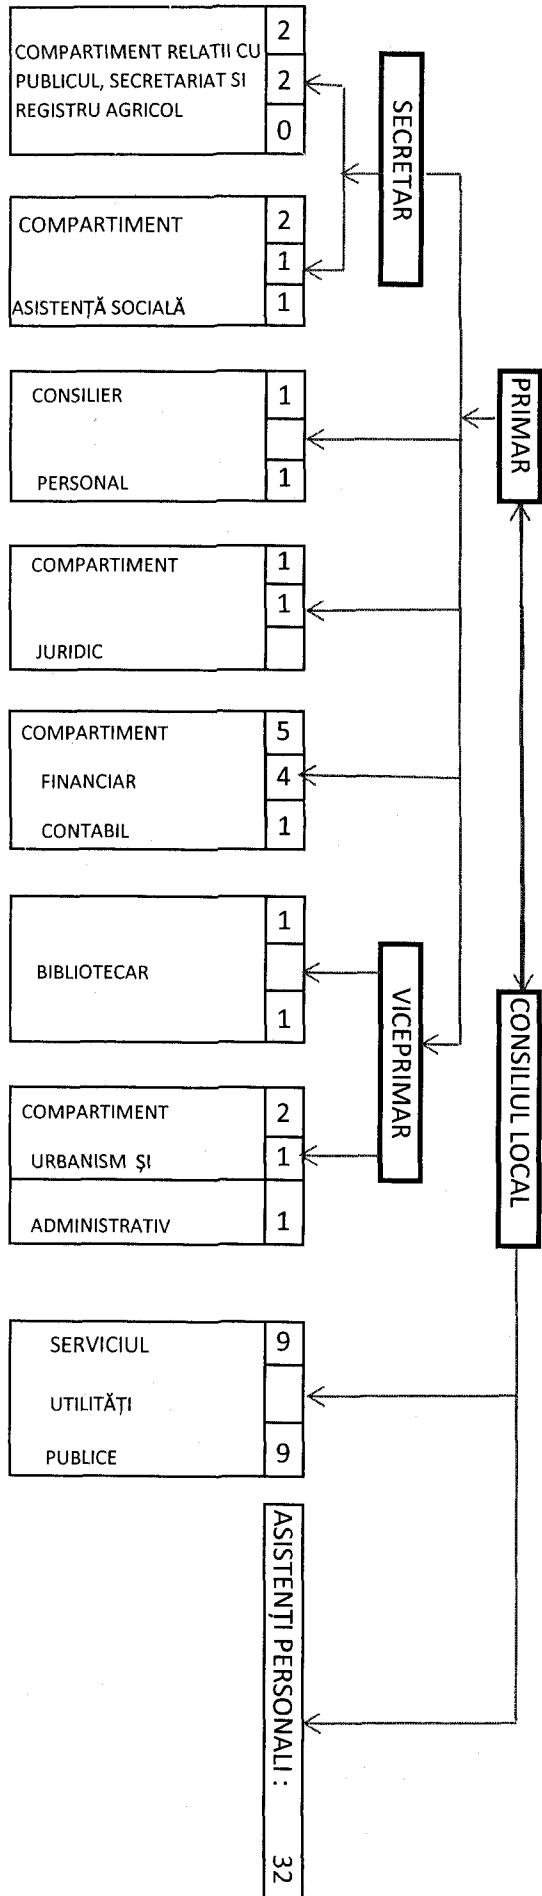 COMPARTIMENT RELATII CU
PUBLICUL, SECRETARIAT SI
REGISTRU AGRICOL
2
2
0
COMPARTIMENT
ASISTENȚĂ SOCIALĂ
2
1
1
SECRETAR
CONSILIER
PERSONAL
1
1
PRIMAR
COMPARTIMENT
JURIDIC
1
1
COMPARTIMENT
FINANCIAR
CONTABIL
5
4
1
BIBLIOTECAR
1
1
VICEPRIMAR
CONSILIUL LOCAL
COMPARTIMENT
URBANISM ȘI
ADMINISTRATIV
2
1
1
SERVICIUL
UTILITĂȚI
PUBLICE
9
9
ASISTENȚI PERSONALI : 32